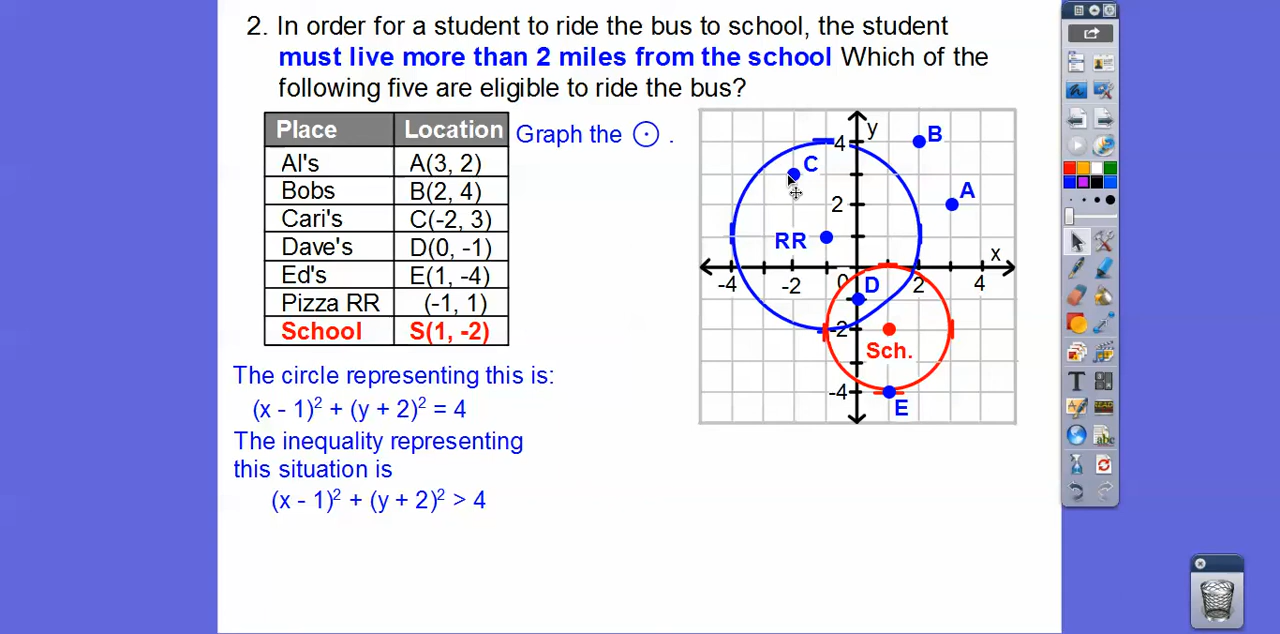 2. In order for a student to ride the bus to school, the student
must live more than 2 miles from the school Which of the
following five are eligible to ride the bus?
Place Location
Al's A(3, 2)
Bobs B(2, 4)
Cari's C(-2, 3)
Dave's D(0, -1)
Ed's E(1, -4)
Pizza RR (-1, 1)
School S(1, -2)
Graph the ⊙ .
y
4
B
C
A
2
RR
x
-4 -2 0 2 4
D
-2
Sch.
-4
E
The circle representing this is:
(x - 1)² + (y + 2)² = 4
The inequality representing
this situation is
(x - 1)² + (y + 2)² > 4
T
abc